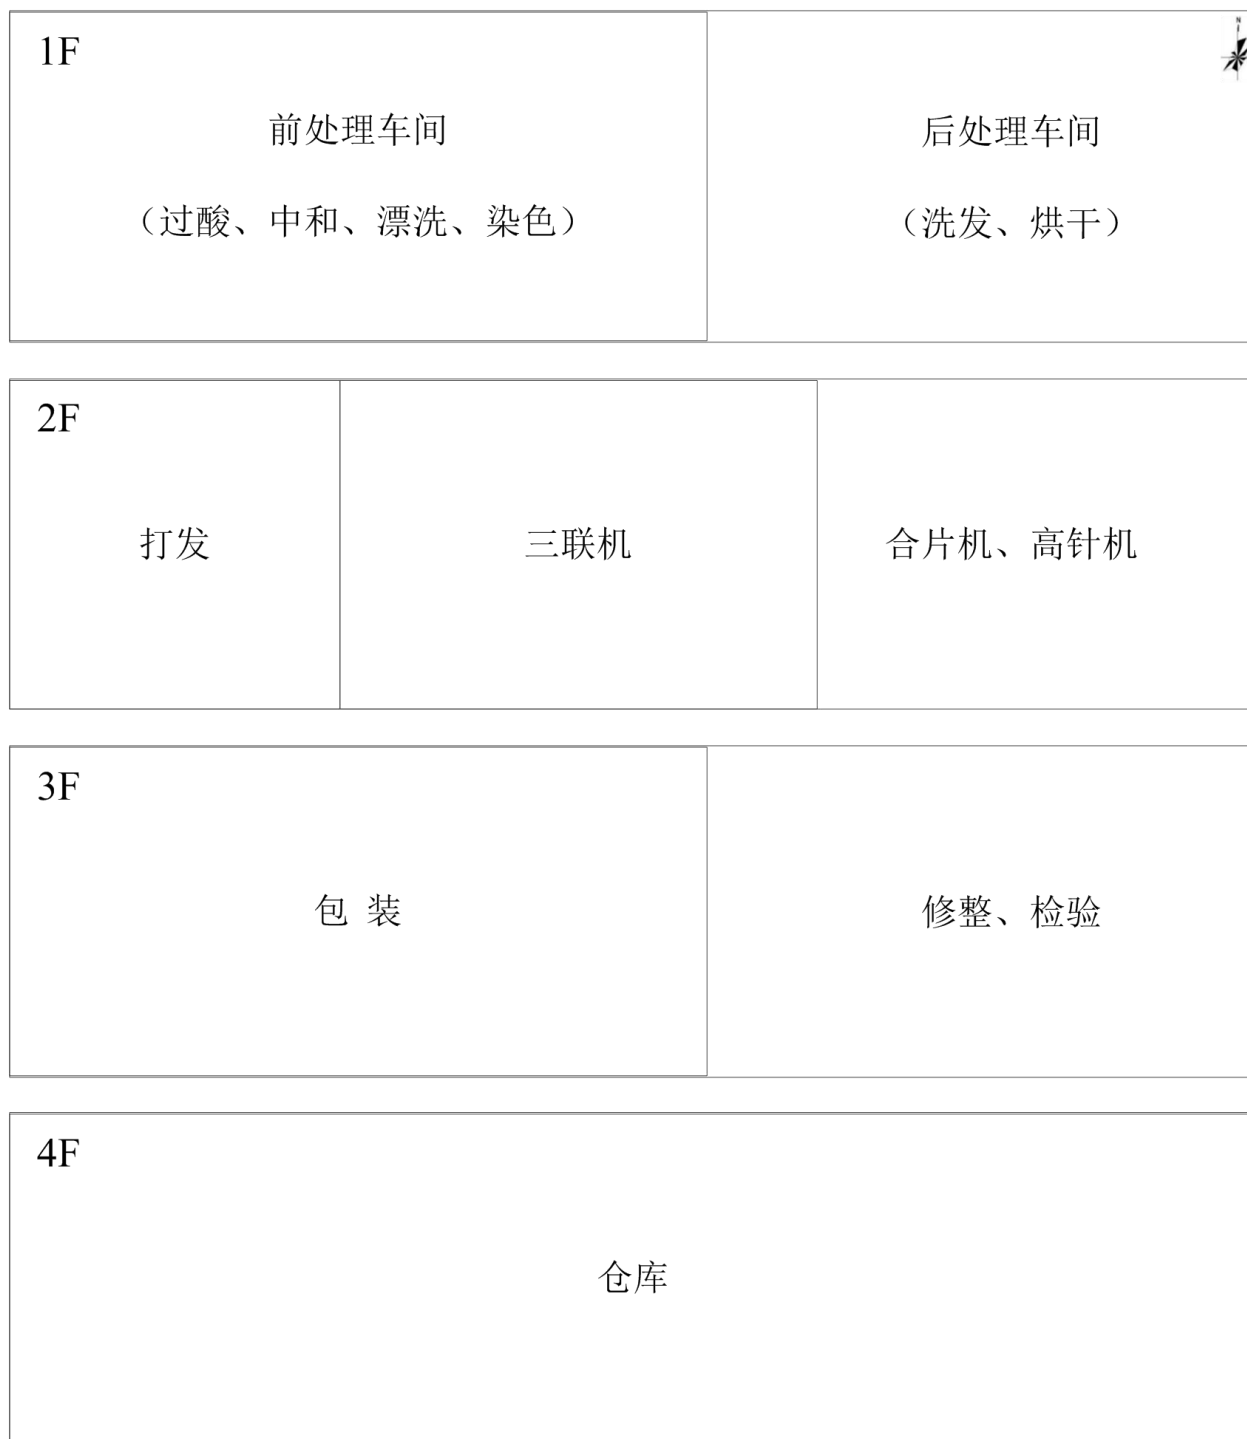 1F
N
前处理车间
后处理车间
（过酸、中和、漂洗、染色）
（洗发、烘干）
2F
打发
三联机
合片机、高针机
3F
包 装
修整、检验
4F
仓库